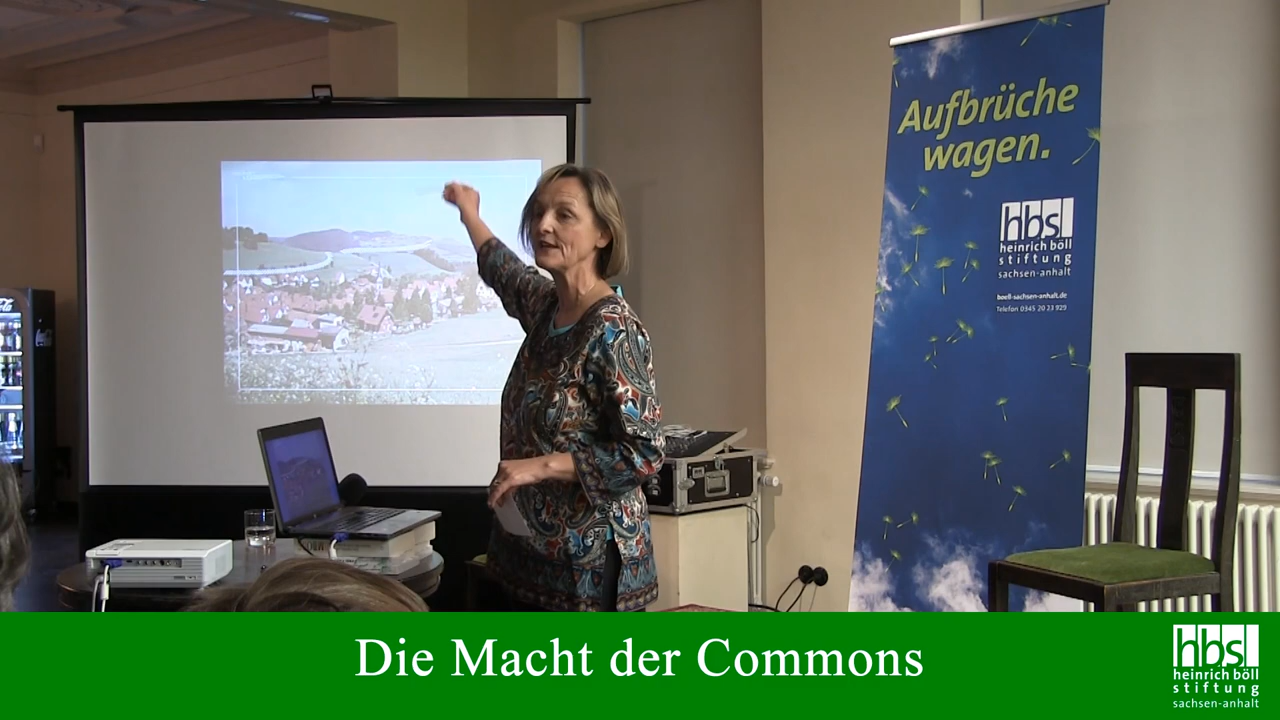 Aufbrüche
wagen.
hbs
heinrich böll
stiftung
sachsen-anhalt
boell-sachsen-anhalt.de
Telefon 0345 20 23 929
Die Macht der Commons
hbs
heinrich böll
stiftung
sachsen-anhalt